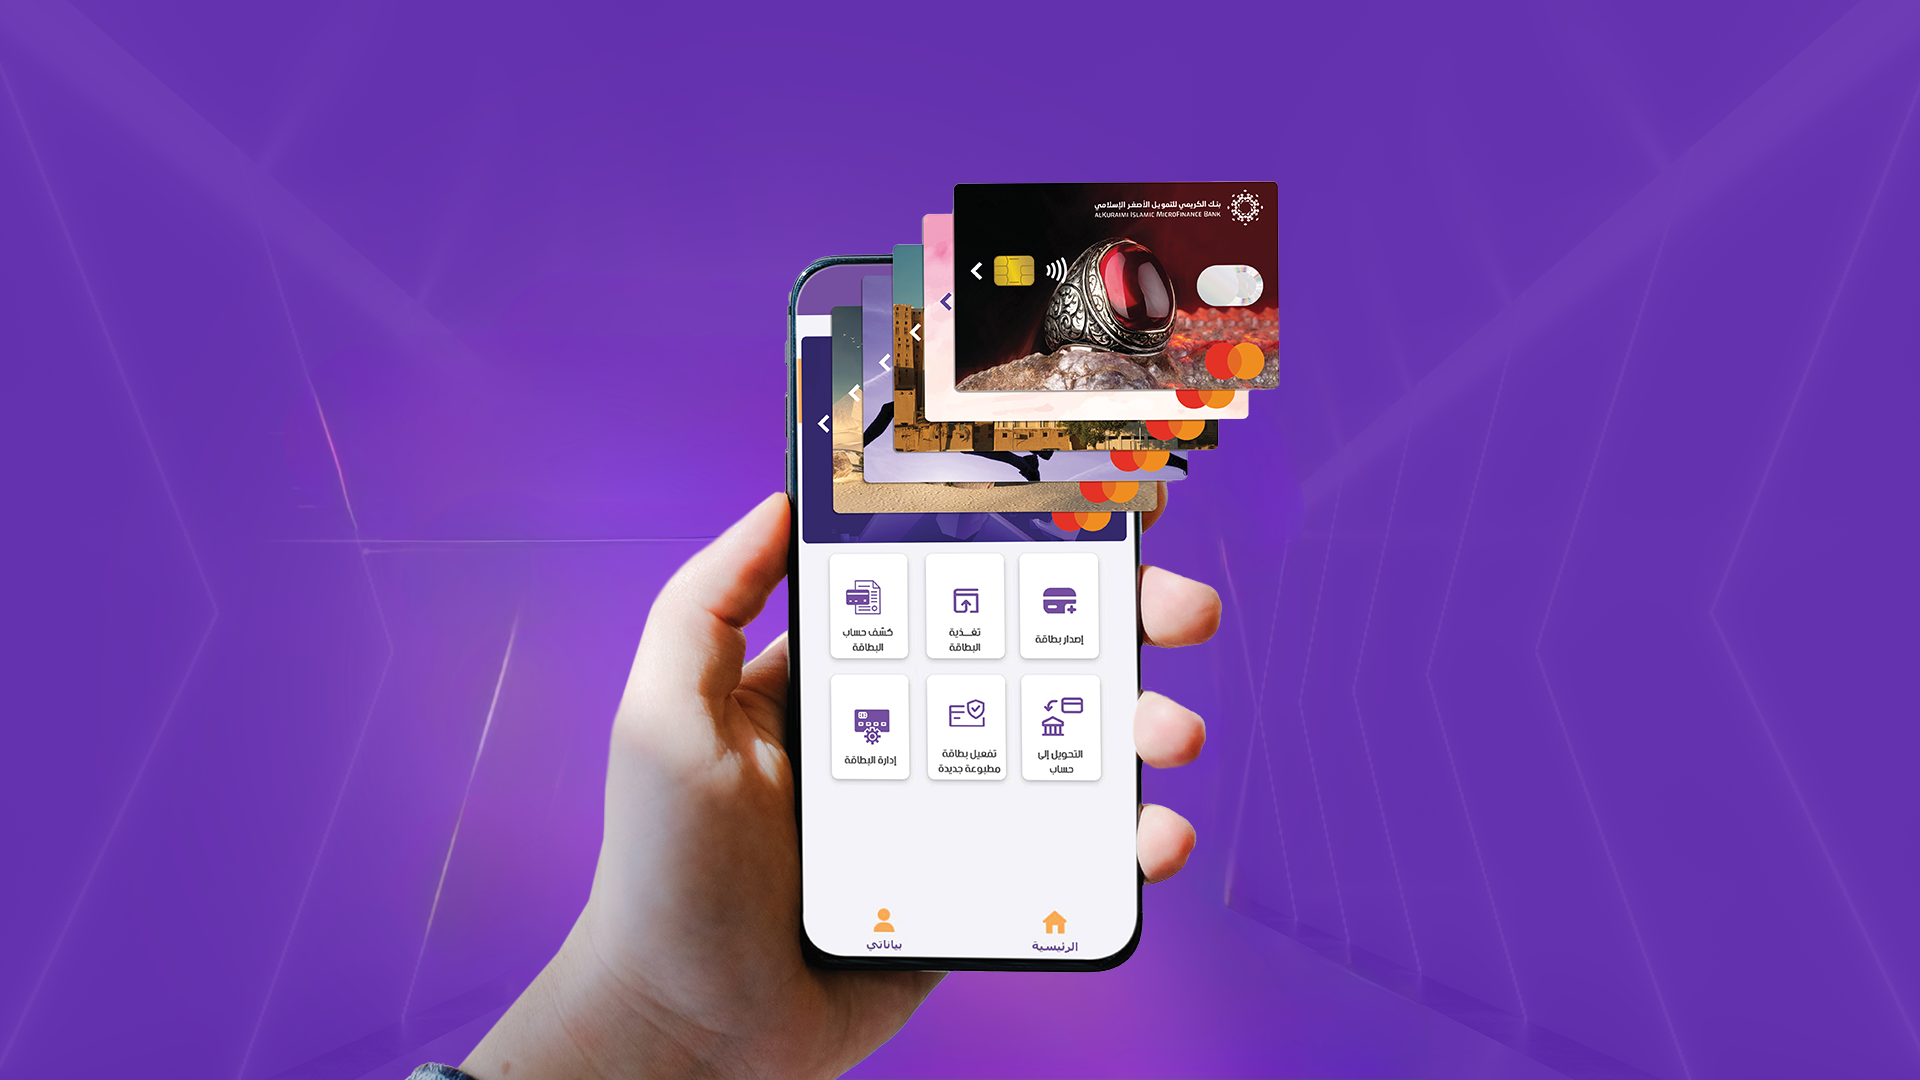 بنك الكريمي للتمويل الأصغر الإسلامي
ALKURAIMI ISLAMIC MICROFINANCE BANK
إصدار بطاقة
تغـــذية
البطاقة
كشف حساب
البطاقة
التحويل إلى
حساب
تفعيل بطاقة
مطبوعة جديدة
إدارة البطاقة
الرئيسية
بياناتي